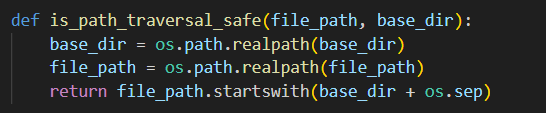 def is_path_traversal_safe(file_path, base_dir):
    base_dir = os.path.realpath(base_dir)
    file_path = os.path.realpath(file_path)
    return file_path.startswith(base_dir + os.sep)